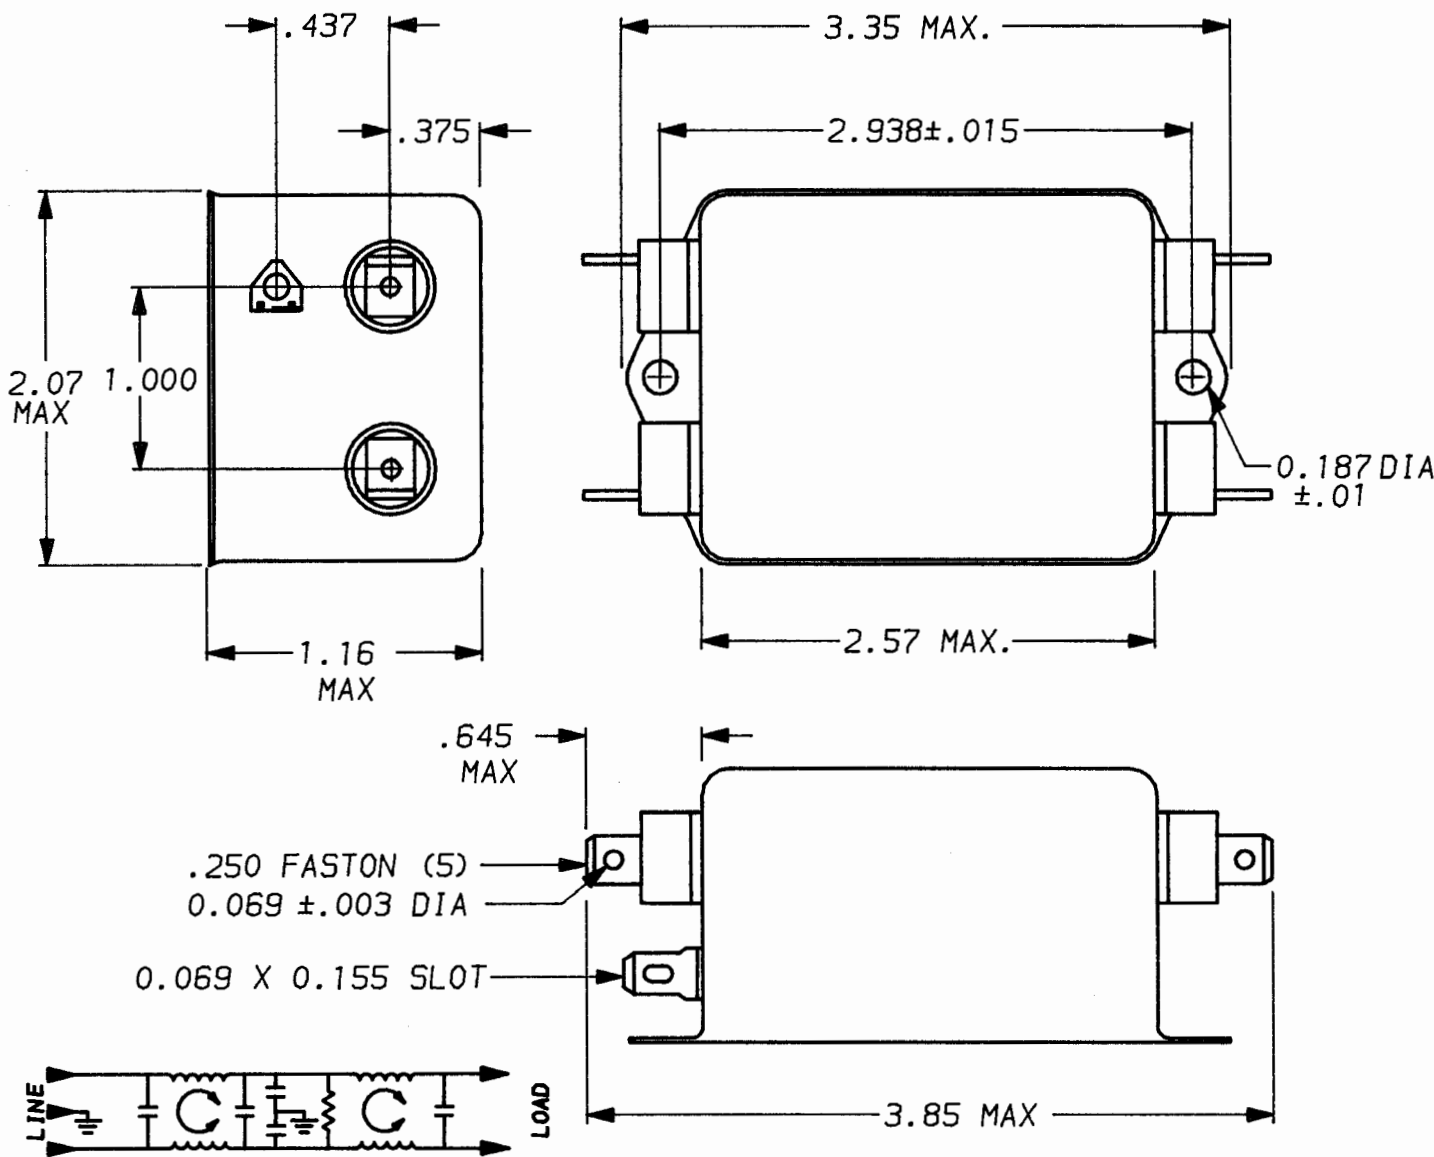 .437
3.35 MAX.
.375
2.938±.015
2.07
MAX
1.000
0.187 DIA
±.01
1.16
MAX
2.57 MAX.
.645
MAX
.250 FASTON (5)
0.069 ±.003 DIA
0.069 X 0.155 SLOT
3.85 MAX
LINE
LOAD